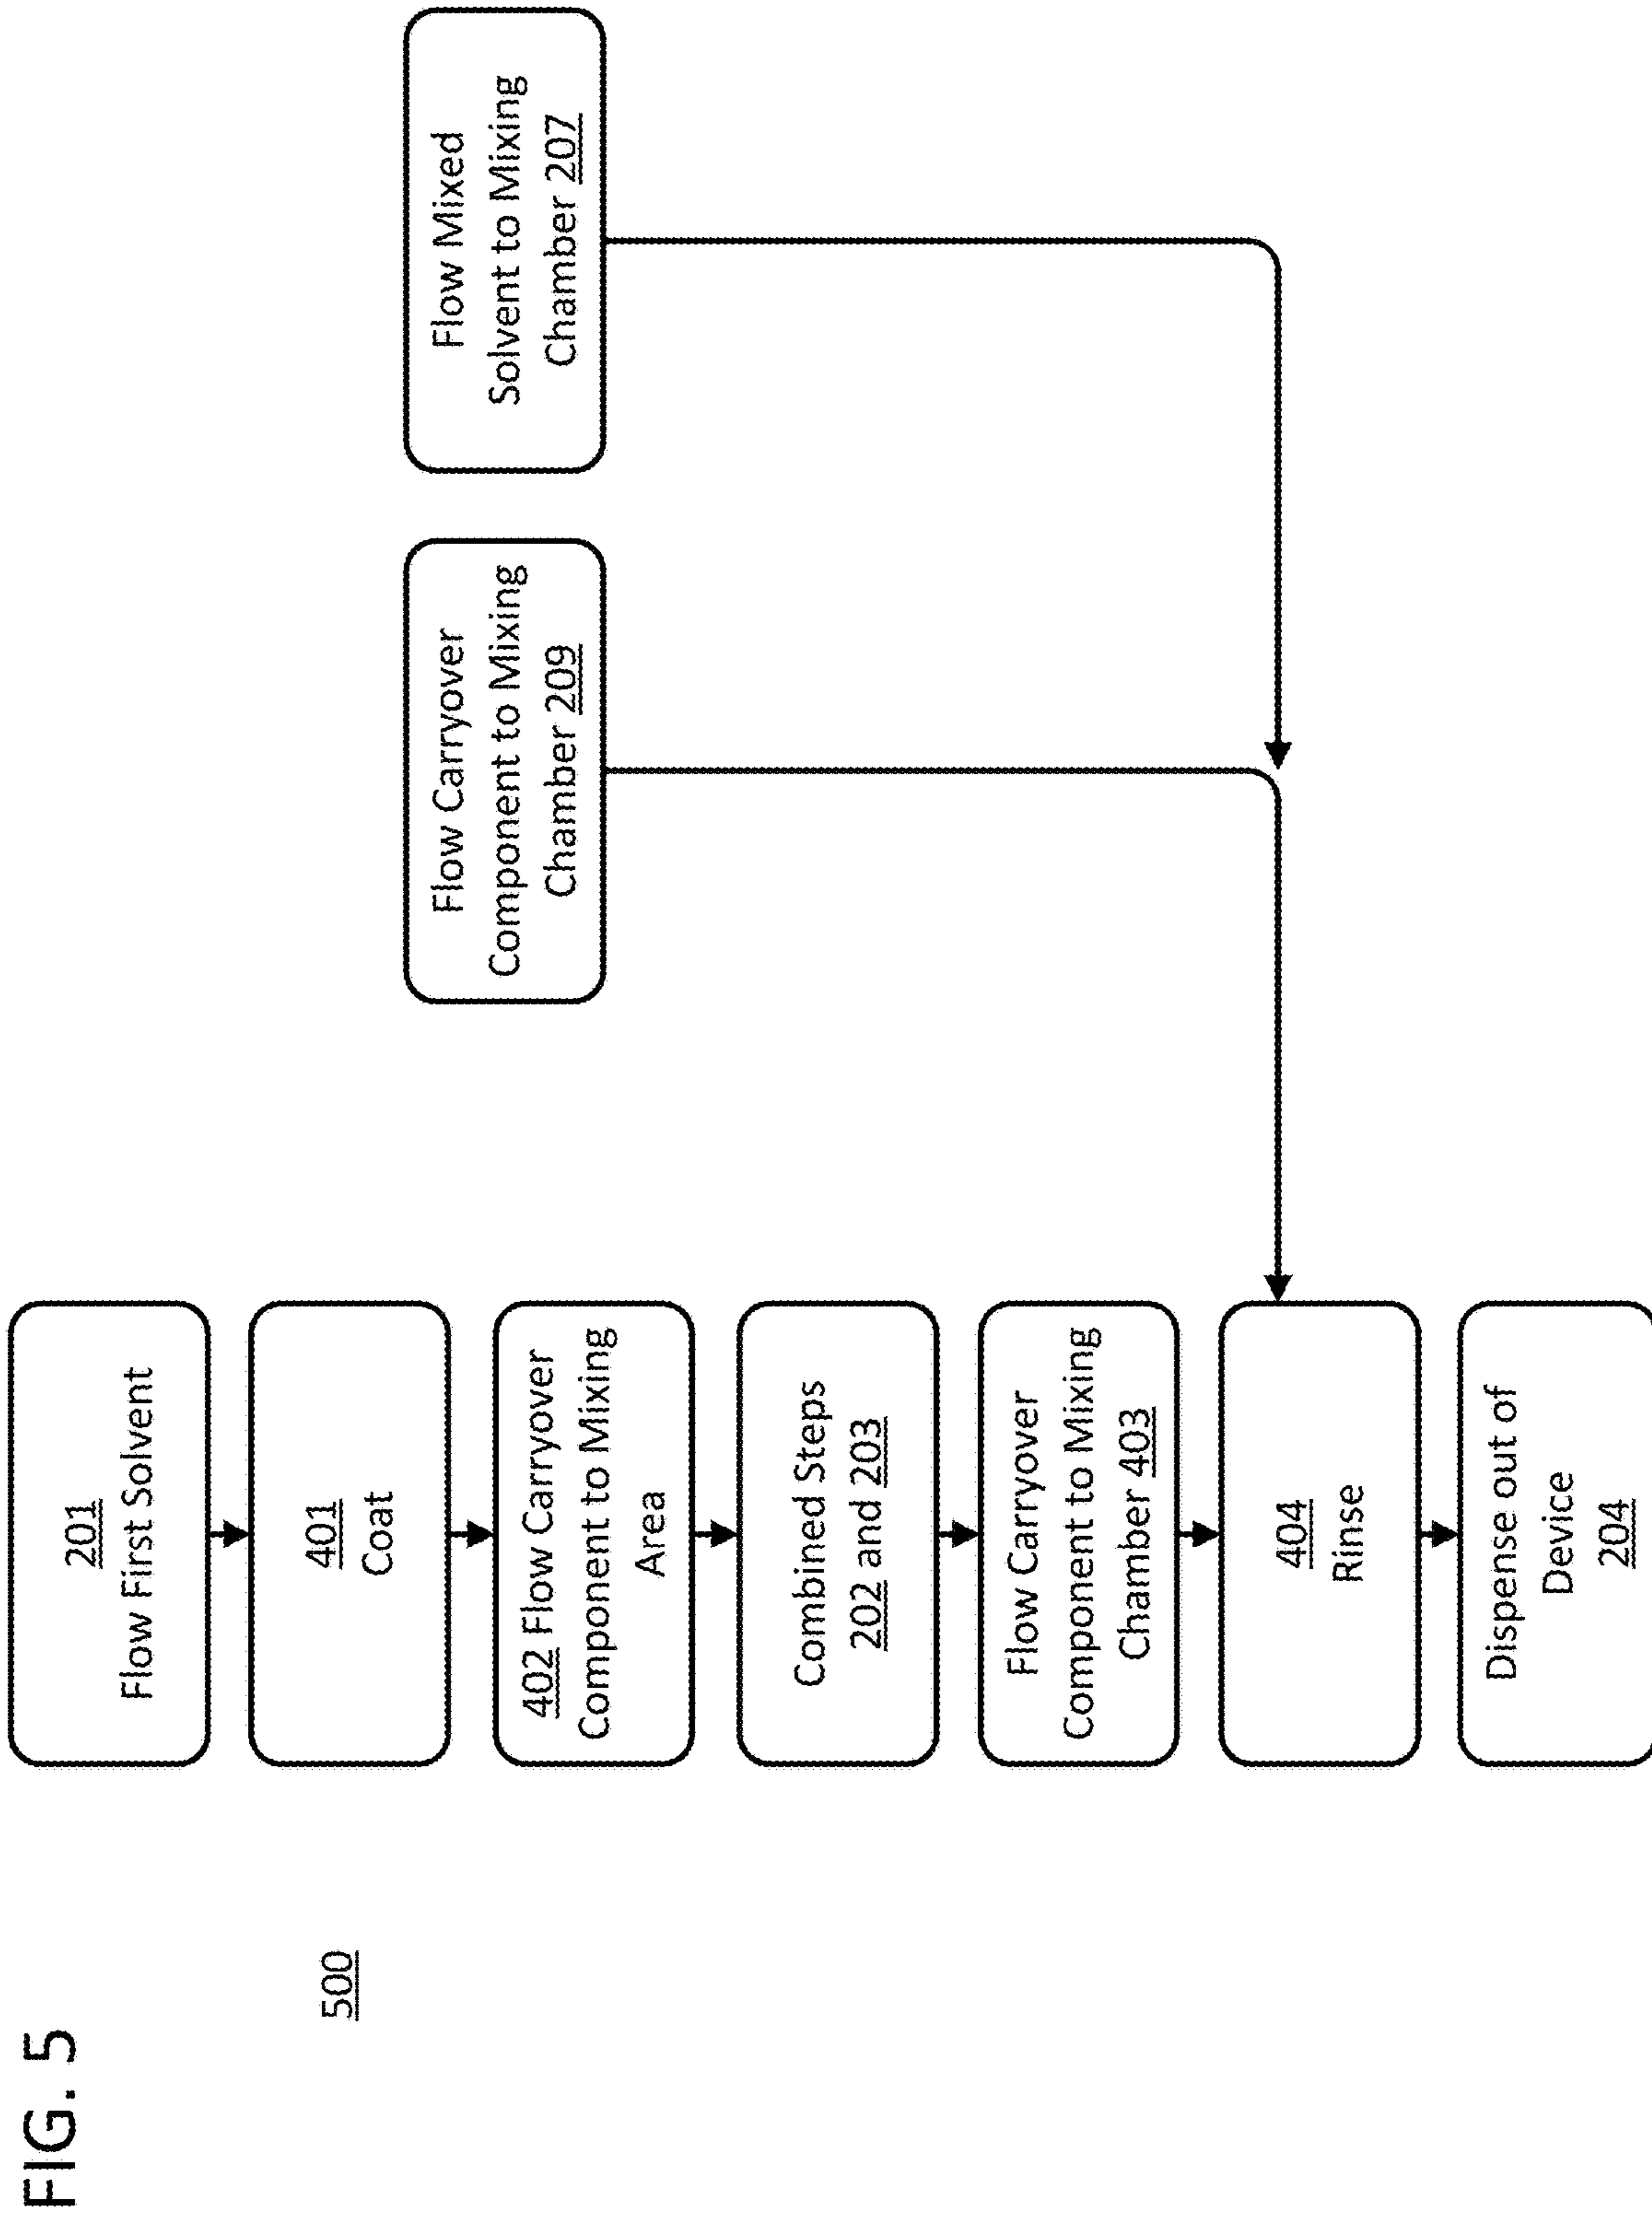 FIG. 5
500
201
Flow First Solvent
401
Coat
402 Flow Carryover
Component to Mixing
Area
Combined Steps
202 and 203
Flow Carryover
Component to Mixing
Chamber 403
404
Rinse
Dispense out of
Device
204
Flow Carryover
Component to Mixing
Chamber 209
Flow Mixed
Solvent to Mixing
Chamber 207